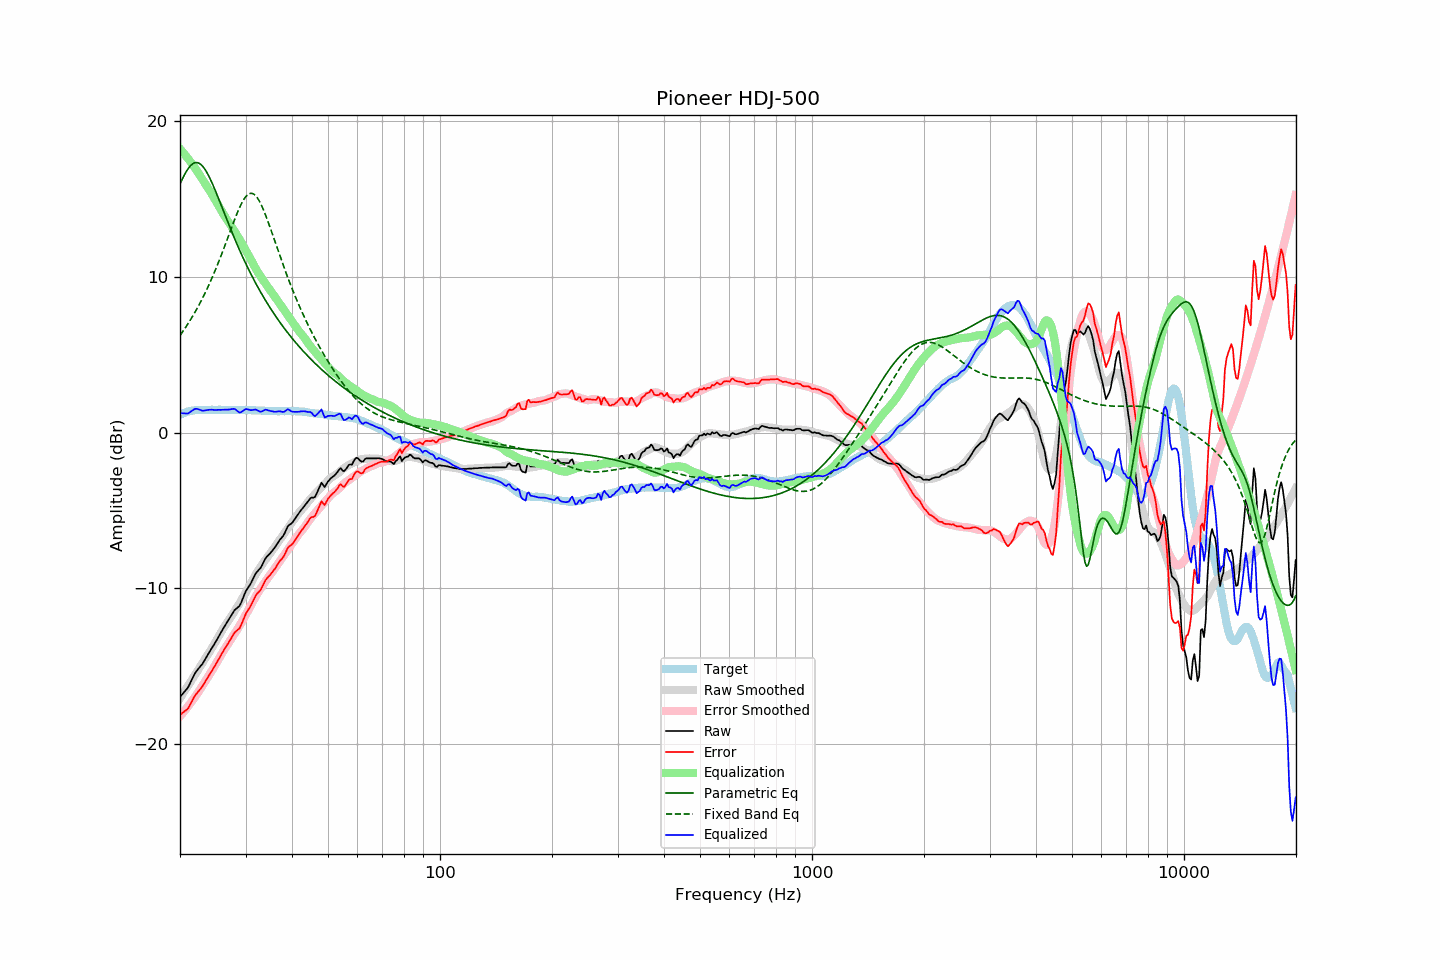 Pioneer HDJ-500
Amplitude (dBr)
20
10
0
−10
−20
100
1000
10000
Frequency (Hz)
Target
Raw Smoothed
Error Smoothed
Raw
Error
Equalization
Parametric Eq
Fixed Band Eq
Equalized